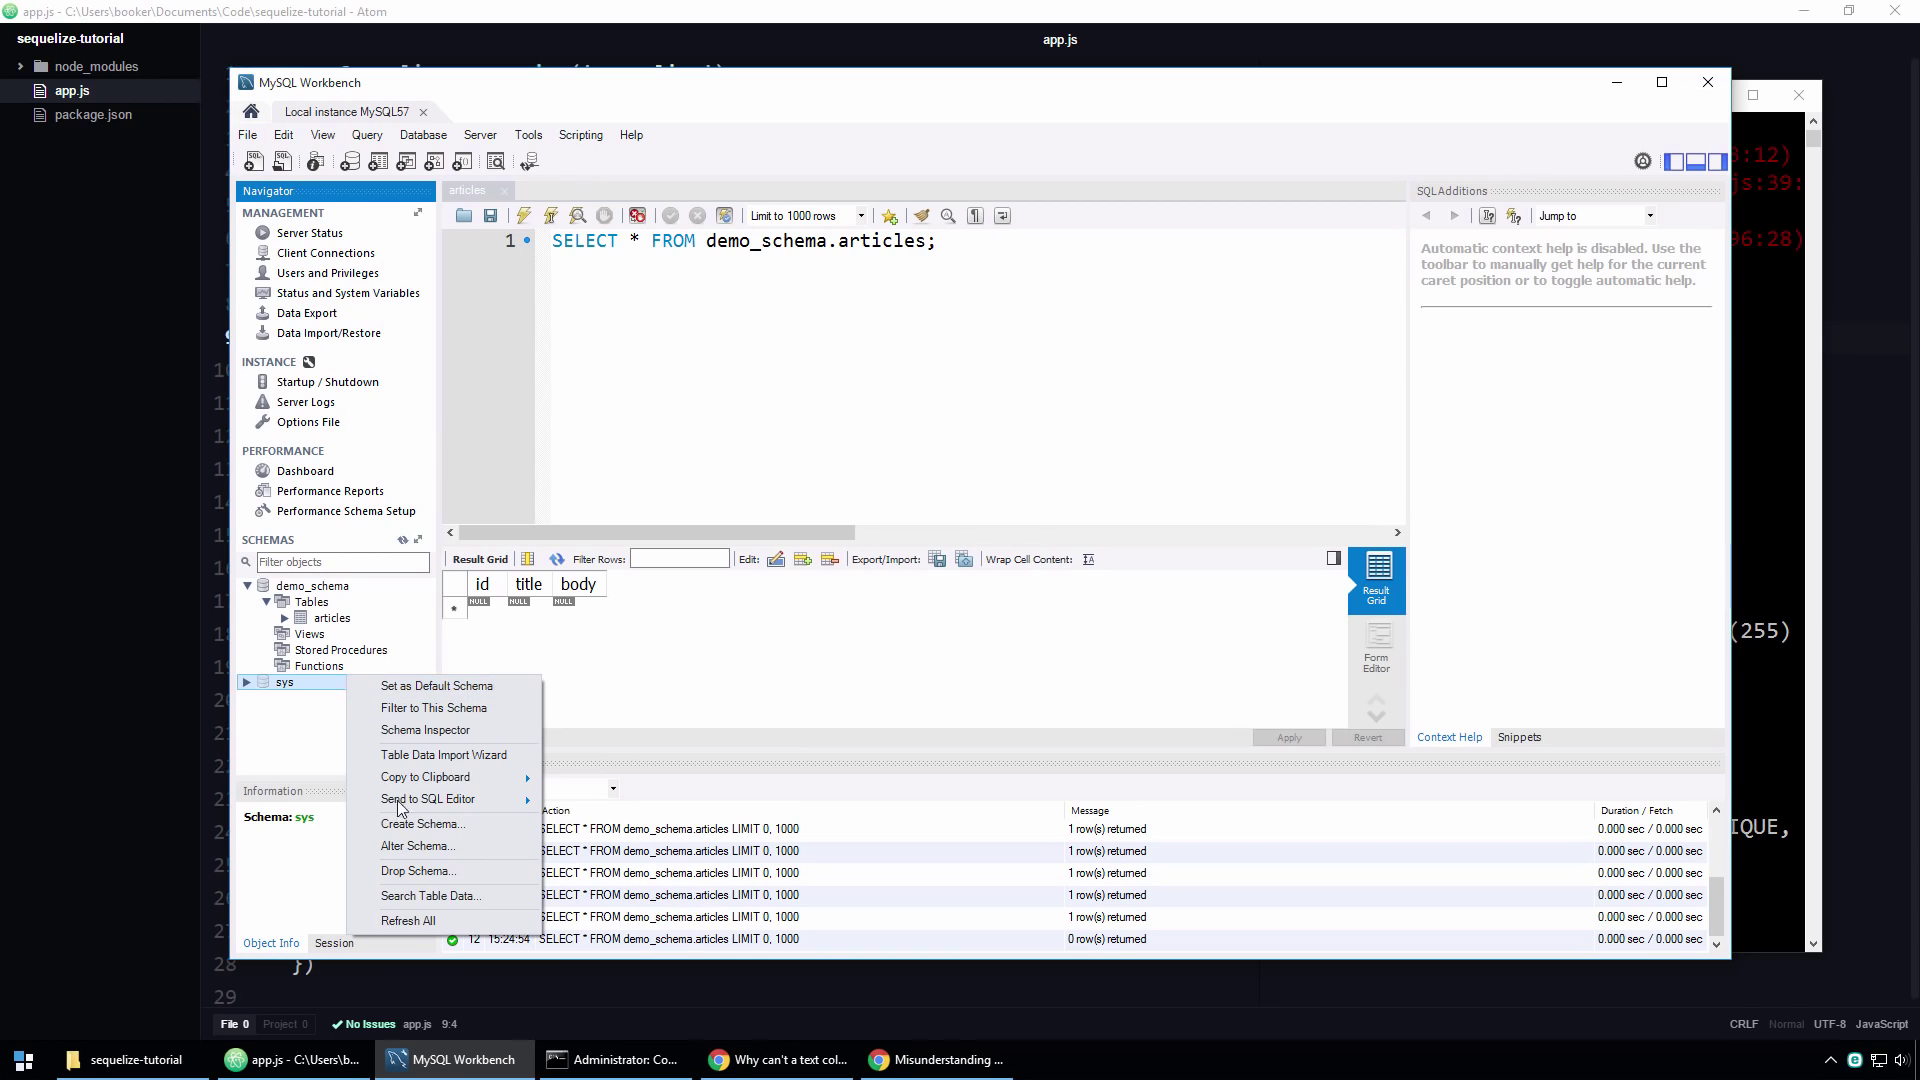 app.js - C:\Users\booker\Documents\Code\sequelize-tutorial - Atom
sequelize-tutorial
app.js
node_modules
app.js
package.json
MySQL Workbench
Local instance MySQL57
File Edit View Query Database Server Tools Scripting Help
3:12)
js:39:
96:28)
(255)
IQUE,
Navigator
MANAGEMENT
Server Status
Client Connections
Users and Privileges
Status and System Variables
Data Export
Data Import/Restore
INSTANCE
Startup / Shutdown
Server Logs
Options File
PERFORMANCE
Dashboard
Performance Reports
Performance Schema Setup
SCHEMAS
Filter objects
demo_schema
Tables
articles
Views
Stored Procedures
Functions
sys
Information
Schema: sys
Object Info Session
articles
Limit to 1000 rows
1 SELECT * FROM demo_schema.articles;
SQLAdditions
Jump to
Automatic context help is disabled. Use the
toolbar to manually get help for the current
caret position or to toggle automatic help.
Result Grid Filter Rows: Edit: Export/Import: Wrap Cell Content:
id title body
NULL NULL NULL
Result
Grid
Form
Editor
Apply Revert
Context Help Snippets
Set as Default Schema
Filter to This Schema
Schema Inspector
Table Data Import Wizard
Copy to Clipboard
Send to SQL Editor
Create Schema...
Alter Schema...
Drop Schema...
Search Table Data...
Refresh All
Action Message Duration / Fetch
SELECT * FROM demo_schema.articles LIMIT 0, 1000 1 row(s) returned 0.000 sec / 0.000 sec
SELECT * FROM demo_schema.articles LIMIT 0, 1000 1 row(s) returned 0.000 sec / 0.000 sec
SELECT * FROM demo_schema.articles LIMIT 0, 1000 1 row(s) returned 0.000 sec / 0.000 sec
SELECT * FROM demo_schema.articles LIMIT 0, 1000 1 row(s) returned 0.000 sec / 0.000 sec
SELECT * FROM demo_schema.articles LIMIT 0, 1000 1 row(s) returned 0.000 sec / 0.000 sec
12 15:24:54 SELECT * FROM demo_schema.articles LIMIT 0, 1000 0 row(s) returned 0.000 sec / 0.000 sec
28 })
29
File 0 Project 0 No Issues app.js 9:4 CRLF Normal UTF-8 JavaScript
sequelize-tutorial app.js - C:\Users\b... MySQL Workbench Administrator: Co... Why can't a text col... Misunderstanding ...